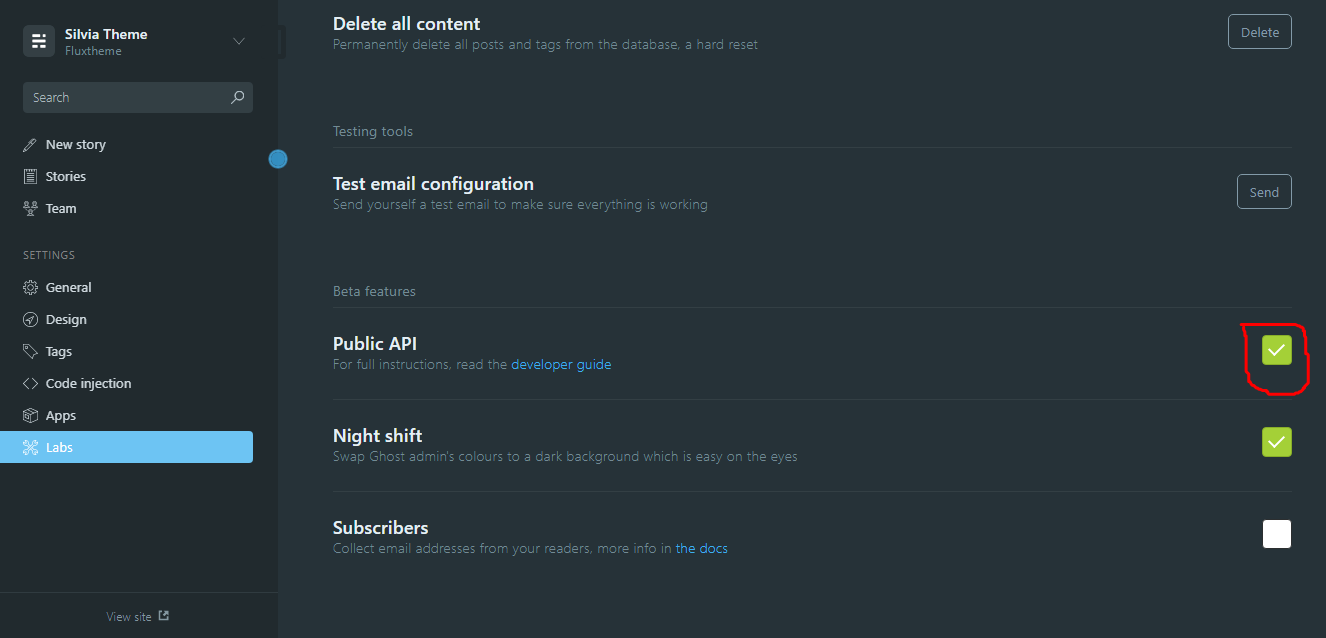 Silvia Theme
Fluxtheme
Search
New story
Stories
Team
SETTINGS
General
Design
Tags
Code injection
Apps
Labs
View site
Delete all content
Permanently delete all posts and tags from the database, a hard reset
Delete
Testing tools
Test email configuration
Send yourself a test email to make sure everything is working
Send
Beta features
Public API
For full instructions, read the developer guide
Night shift
Swap Ghost admin's colours to a dark background which is easy on the eyes
Subscribers
Collect email addresses from your readers, more info in the docs